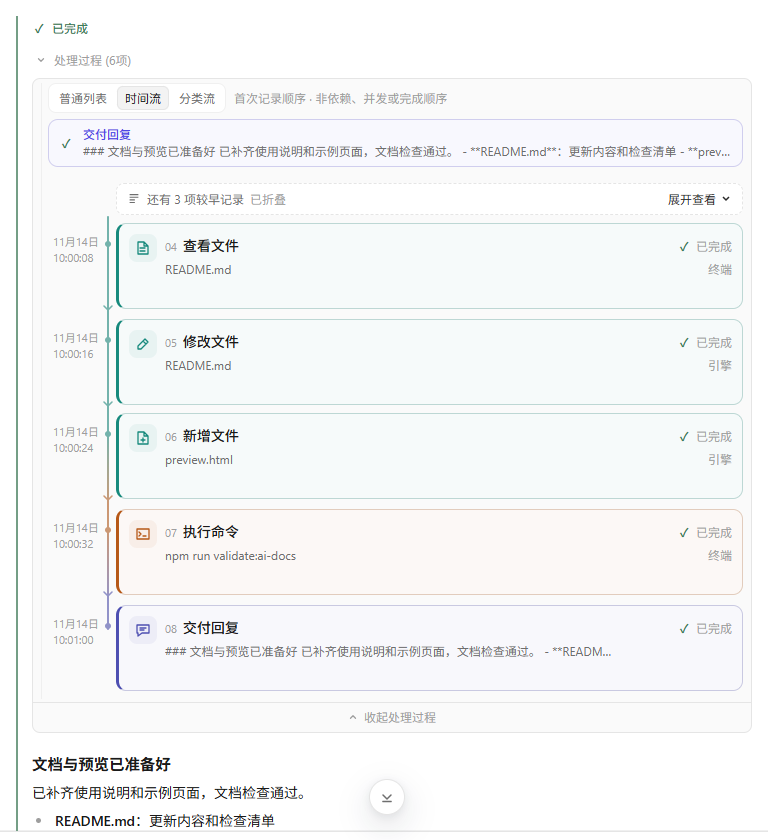 已完成
处理过程 (6项)
普通列表 时间流 分类流 首次记录顺序 · 非依赖、并发或完成顺序
交付回复
### 文档与预览已准备好 已补齐使用说明和示例页面，文档检查通过。 - **README.md**：更新内容和检查清单 - **prev...
还有 3 项较早记录 已折叠 展开查看
11月14日
10:00:08
04 查看文件 已完成
README.md 终端
11月14日
10:00:16
05 修改文件 已完成
README.md 引擎
11月14日
10:00:24
06 新增文件 已完成
preview.html 引擎
11月14日
10:00:32
07 执行命令 已完成
npm run validate:ai-docs 终端
11月14日
10:01:00
08 交付回复 已完成
### 文档与预览已准备好 已补齐使用说明和示例页面，文档检查通过。 - **READM...
收起处理过程
文档与预览已准备好
已补齐使用说明和示例页面，文档检查通过。
README.md：更新内容和检查清单